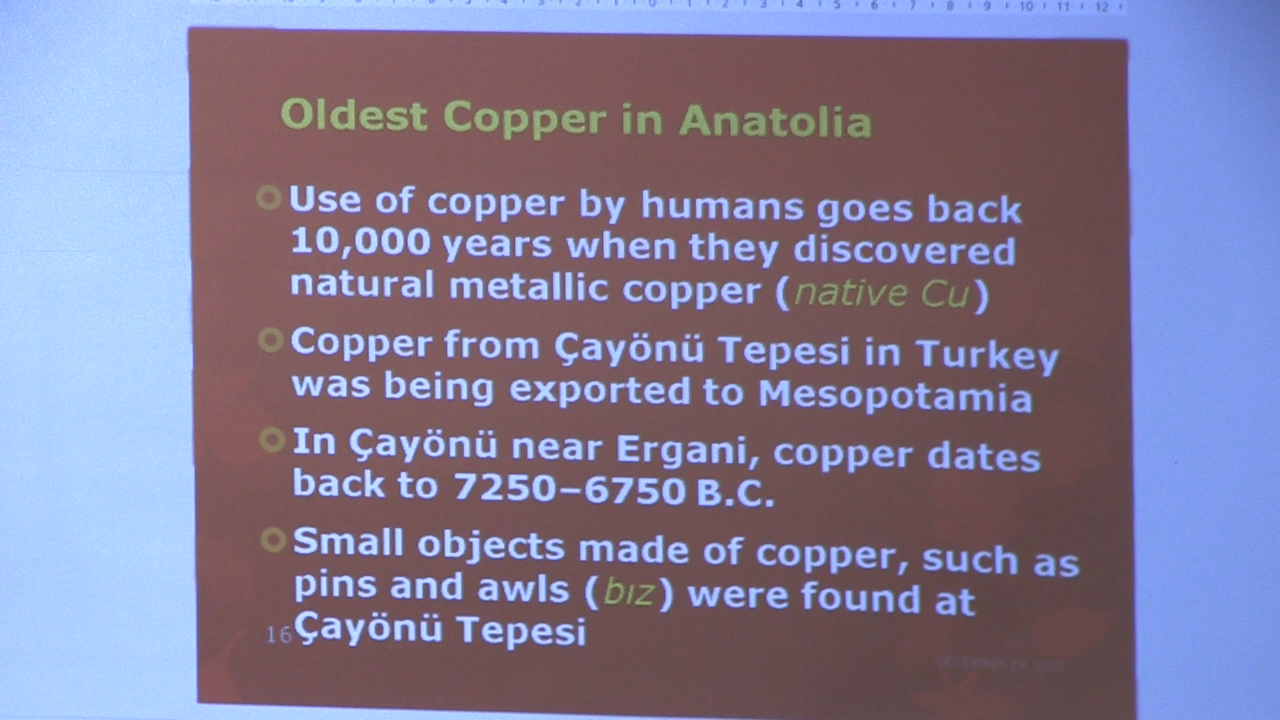 Oldest Copper in Anatolia
Use of copper by humans goes back
10,000 years when they discovered
natural metallic copper (native Cu)
Copper from Çayönü Tepesi in Turkey
was being exported to Mesopotamia
In Çayönü near Ergani, copper dates
back to 7250–6750 B.C.
Small objects made of copper, such as
pins and awls (bız) were found at
Çayönü Tepesi
16